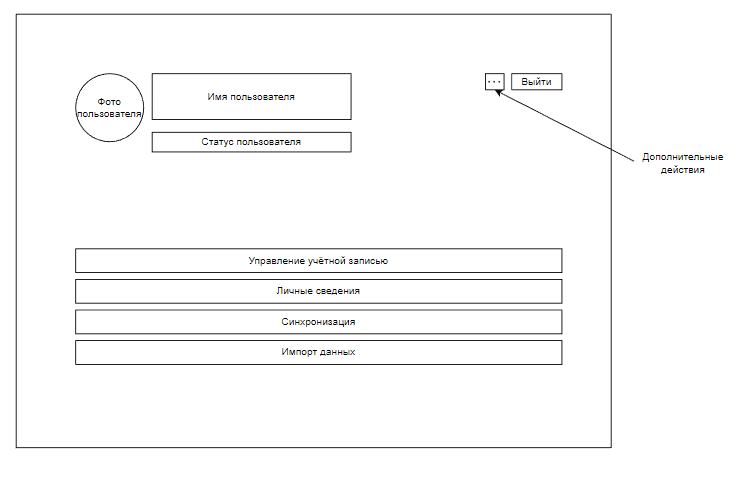 Фото
пользователя
Имя пользователя
Статус пользователя
...
Выйти
Дополнительные
действия
Управление учётной записью
Личные сведения
Синхронизация
Импорт данных